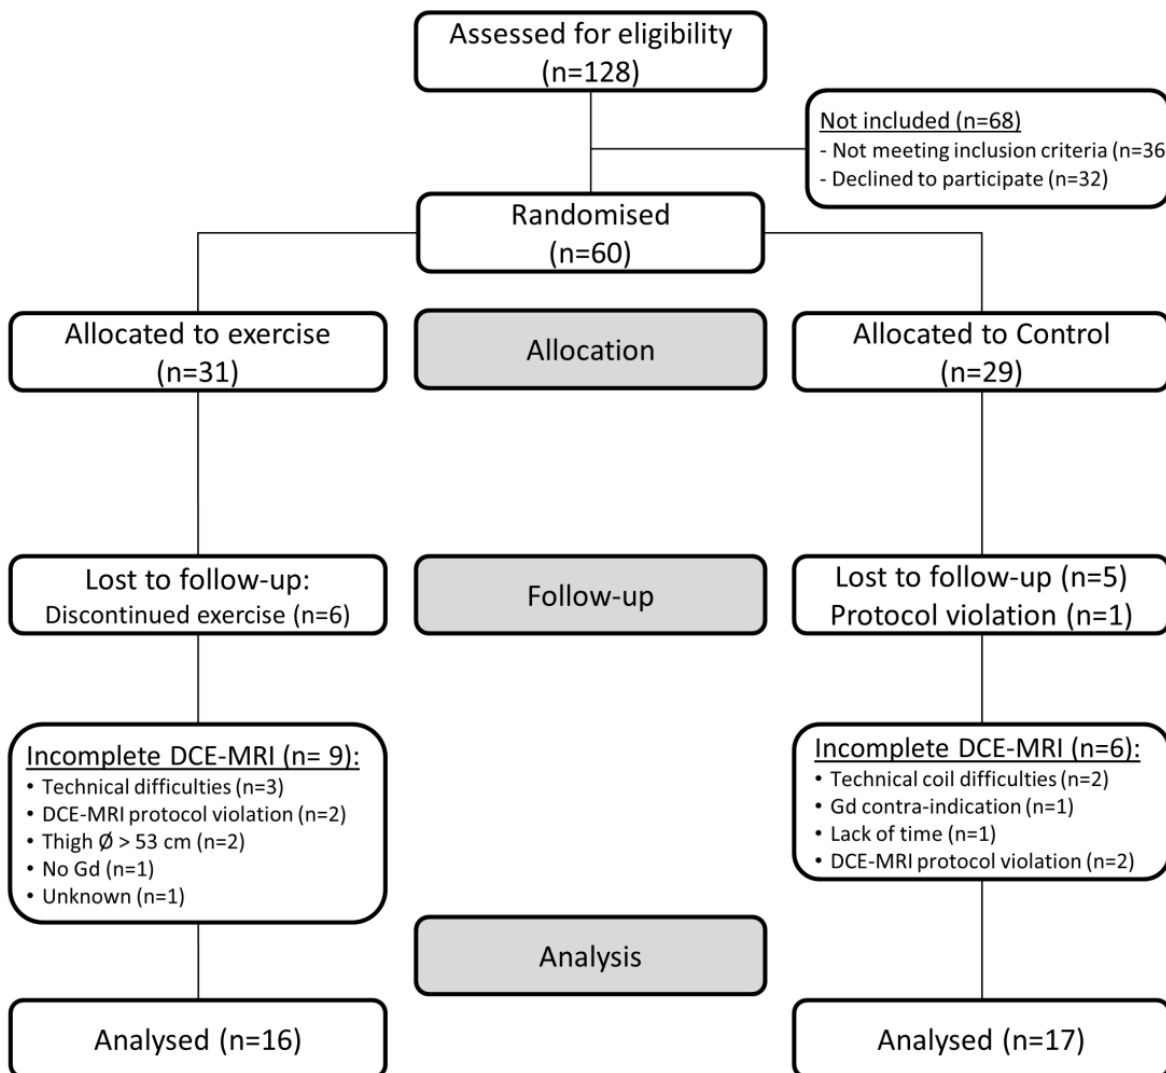 Assessed for eligibility
(n=128)
Not included (n=68)
- Not meeting inclusion criteria (n=36
- Declined to participate (n=32)
Randomised
(n=60)
Allocated to exercise
(n=31)
Allocation
Allocated to Control
(n=29)
Lost to follow-up:
Discontinued exercise (n=6)
Follow-up
Lost to follow-up (n=5)
Protocol violation (n=1)
Incomplete DCE-MRI (n= 9):
• Technical difficulties (n=3)
• DCE-MRI protocol violation (n=2)
• Thigh Ø > 53 cm (n=2)
• No Gd (n=1)
• Unknown (n=1)
Incomplete DCE-MRI (n=6):
• Technical coil difficulties (n=2)
• Gd contra-indication (n=1)
• Lack of time (n=1)
• DCE-MRI protocol violation (n=2)
Analysis
Analysed (n=16)
Analysed (n=17)